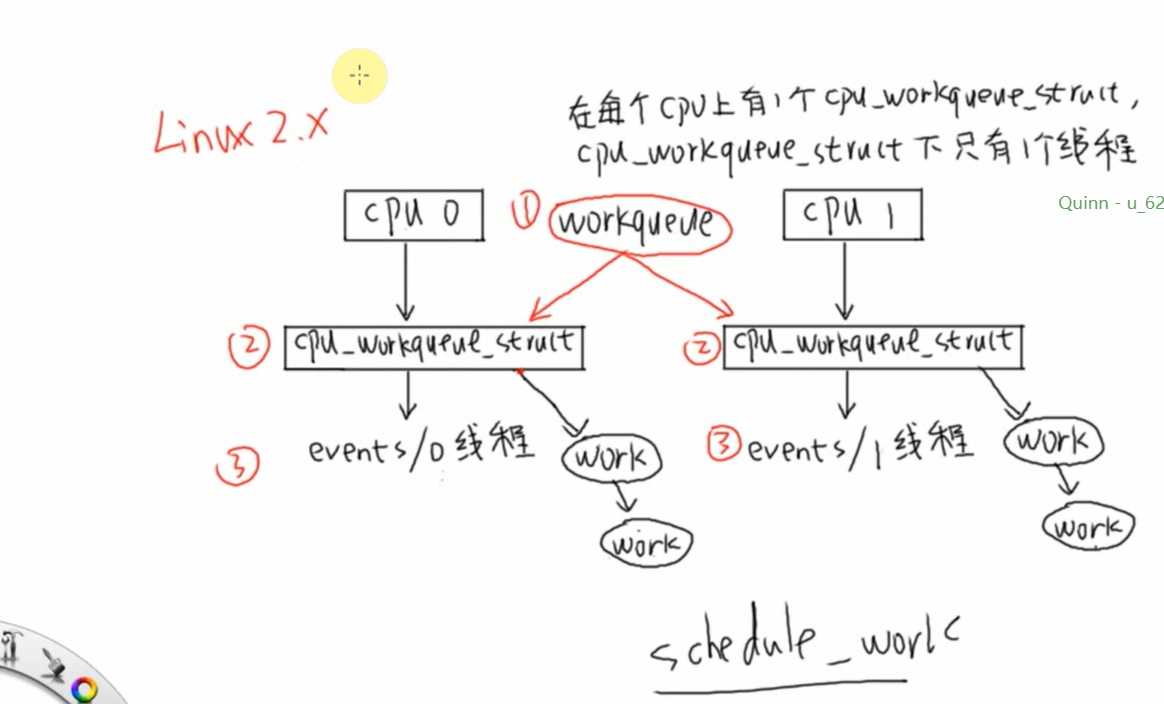 Linux 2.x
在每个CPU上有1个cpu_workqueue_struct,
cpu_workqueue_struct下只有1个线程
Quinn - u_62
cpu 0
① workqueue
cpu 1
② cpu_workqueue_struct
② cpu_workqueue_struct
③ events/0 线程
work
work
③ events/1 线程
work
work
schedule_work